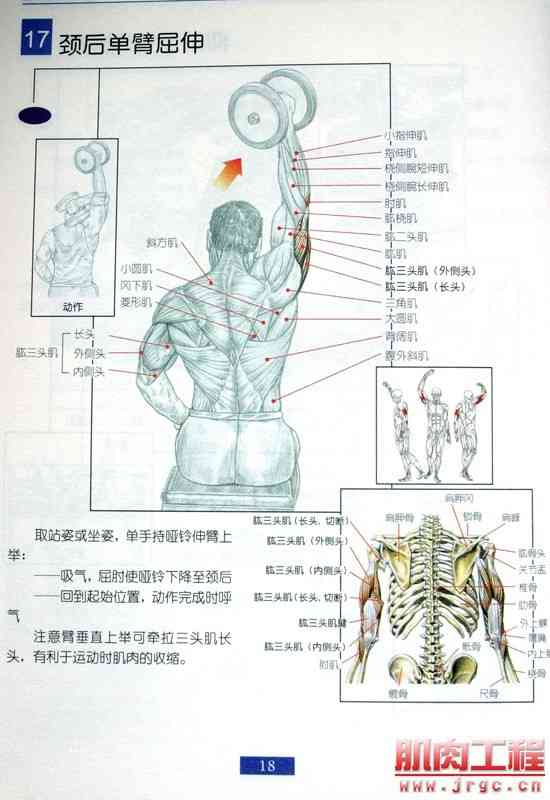 17 颈后单臂屈伸
动作
小指伸肌
指伸肌
桡侧腕短伸肌
桡侧腕长伸肌
肘肌
肱桡肌
肱二头肌
肱肌
肱三头肌（外侧头）
肱三头肌（长头）
三角肌
大圆肌
背阔肌
腹外斜肌
斜方肌
小圆肌
冈下肌
菱形肌
肱三头肌
长头
外侧头
内侧头
取站姿或坐姿，单手持哑铃伸臂上
举：
——吸气，屈肘使哑铃下降至颈后
——回到起始位置，动作完成时呼
气
注意臂垂直上举可牵拉三头肌长
头，有利于运动时肌肉的收缩。
肱三头肌（长头、切断）
肱三头肌（外侧头）
肱三头肌（内侧头）
肱三头肌（长头、切断）
肱三头肌腱
肱三头肌（内侧头）
肘肌
肩胛冈
肩胛骨
锁骨
肩峰
肱骨头
关节盂
椎骨
肋骨
外上髁
鹰嘴
内上髁
桡骨
骶骨
髋骨
尺骨
18
肌肉工程
www.jrgc.cn